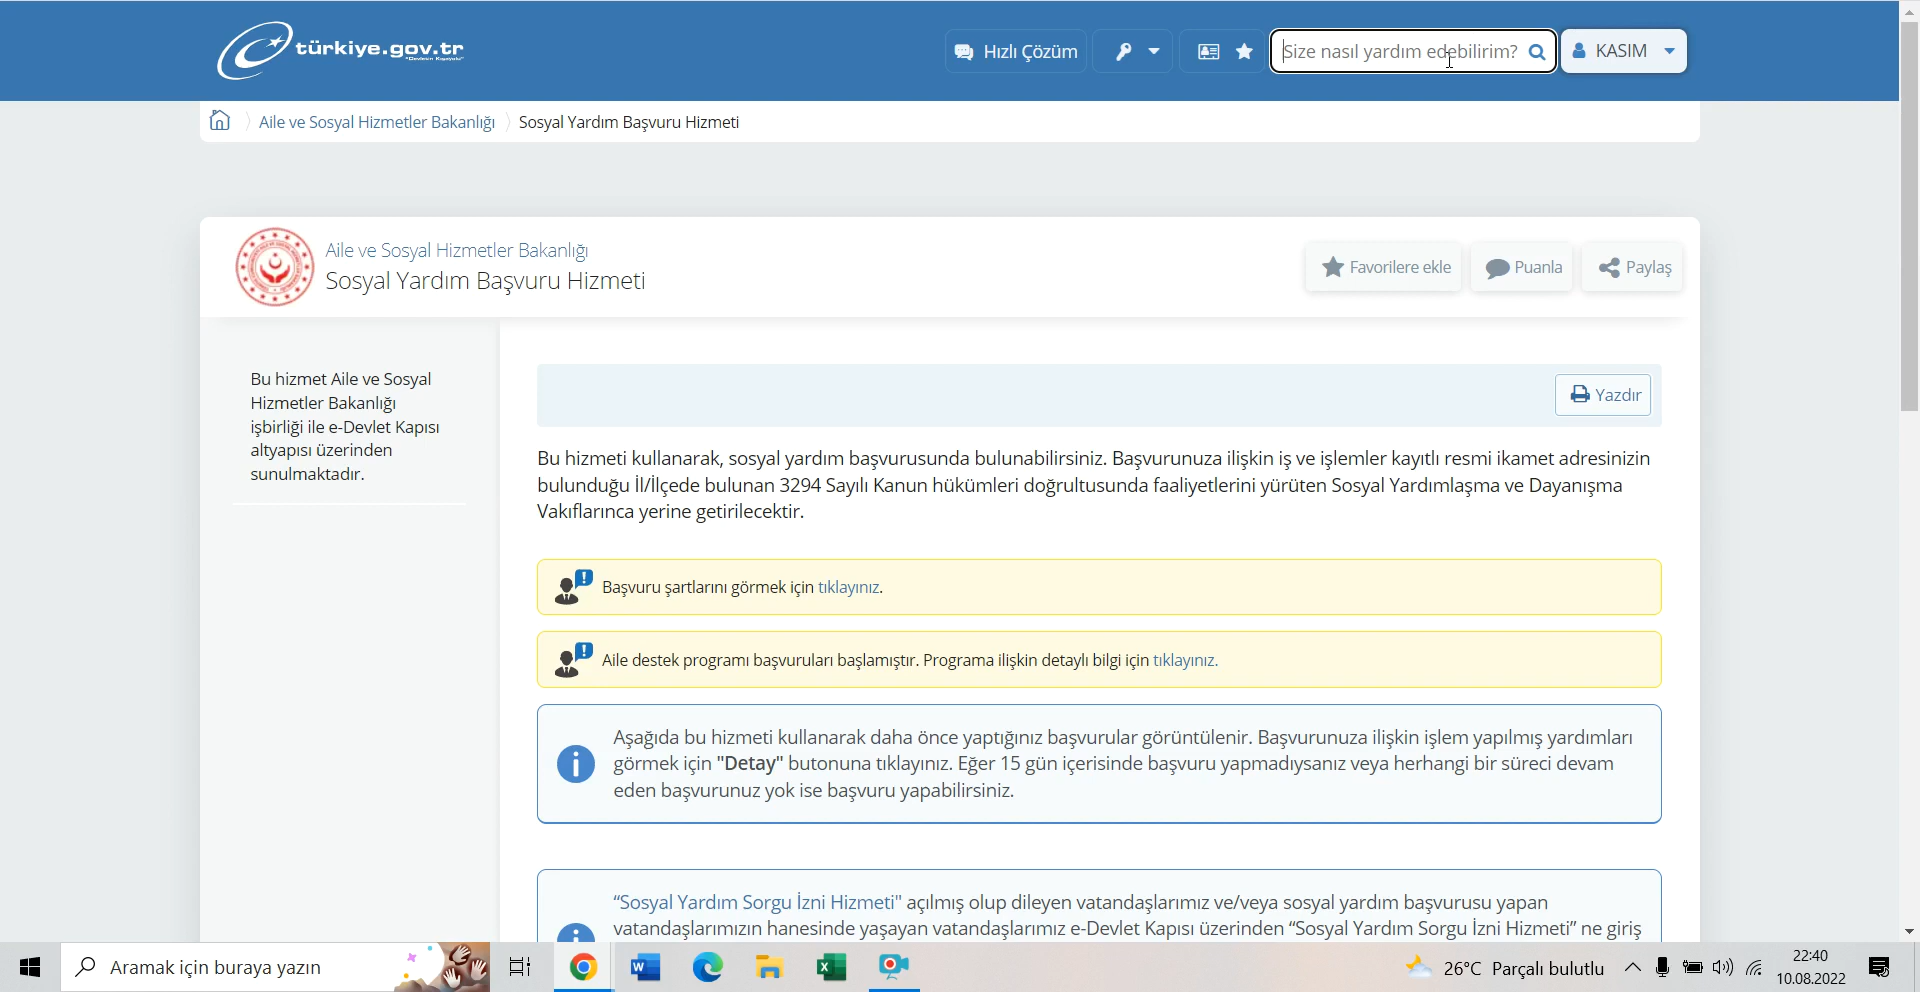 türkiye.gov.tr
Hızlı Çözüm
Size nasıl yardım edebilirim?
KASIM
Aile ve Sosyal Hizmetler Bakanlığı
Sosyal Yardım Başvuru Hizmeti
Aile ve Sosyal Hizmetler Bakanlığı
Sosyal Yardım Başvuru Hizmeti
Favorilere ekle
Puanla
Paylaş
Bu hizmet Aile ve Sosyal
Hizmetler Bakanlığı
işbirliği ile e-Devlet Kapısı
altyapısı üzerinden
sunulmaktadır.
Yazdır
Bu hizmeti kullanarak, sosyal yardım başvurusunda bulunabilirsiniz. Başvurunuza ilişkin iş ve işlemler kayıtlı resmi ikamet adresinizin
bulunduğu İl/İlçede bulunan 3294 Sayılı Kanun hükümleri doğrultusunda faaliyetlerini yürüten Sosyal Yardımlaşma ve Dayanışma
Vakıflarınca yerine getirilecektir.
Başvuru şartlarını görmek için tıklayınız.
Aile destek programı başvuruları başlamıştır. Programa ilişkin detaylı bilgi için tıklayınız.
Aşağıda bu hizmeti kullanarak daha önce yaptığınız başvurular görüntülenir. Başvurunuza ilişkin işlem yapılmış yardımları
görmek için "Detay" butonuna tıklayınız. Eğer 15 gün içerisinde başvuru yapmadıysanız veya herhangi bir süreci devam
eden başvurunuz yok ise başvuru yapabilirsiniz.
“Sosyal Yardım Sorgu İzni Hizmeti" açılmış olup dileyen vatandaşlarımız ve/veya sosyal yardım başvurusu yapan
vatandaşlarımızın hanesinde yaşayan vatandaşlarımız e-Devlet Kapısı üzerinden “Sosyal Yardım Sorgu İzni Hizmeti” ne giriş
Aramak için buraya yazın
26°C Parçalı bulutlu
22:40
10.08.2022